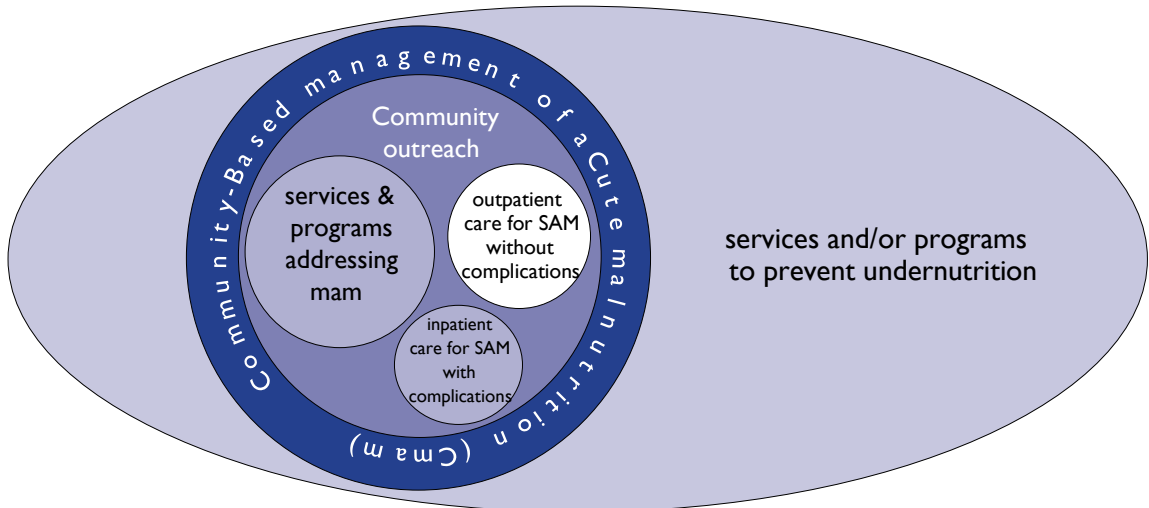 Community-Based management of aCute malnutrition (Cmam)
Community
outreach
services &
programs
addressing
mam
outpatient
care for SAM
without
complications
inpatient
care for SAM
with
complications
services and/or programs
to prevent undernutrition